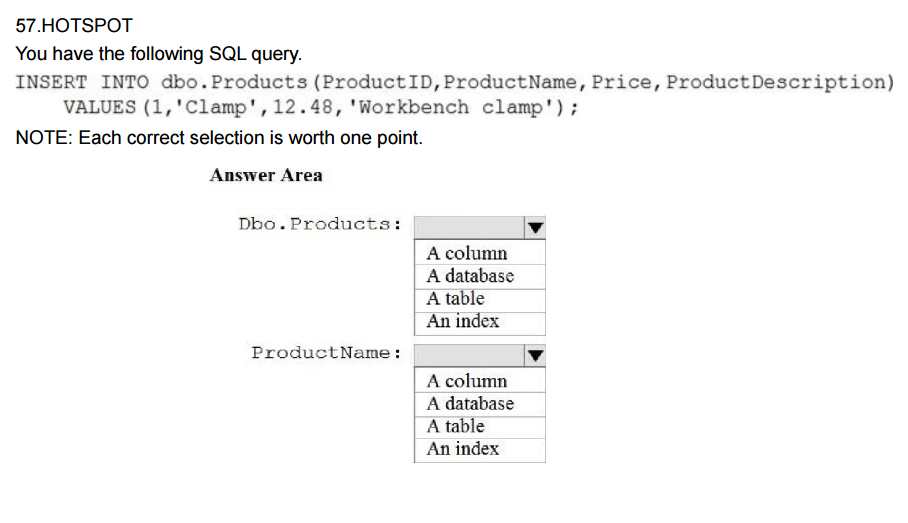 57.HOTSPOT
You have the following SQL query.
INSERT INTO dbo.Products(ProductID,ProductName,Price,ProductDescription)
VALUES(1,'Clamp',12.48,'Workbench clamp');
NOTE: Each correct selection is worth one point.
Answer Area
Dbo.Products:
A column
A database
A table
An index
ProductName:
A column
A database
A table
An index